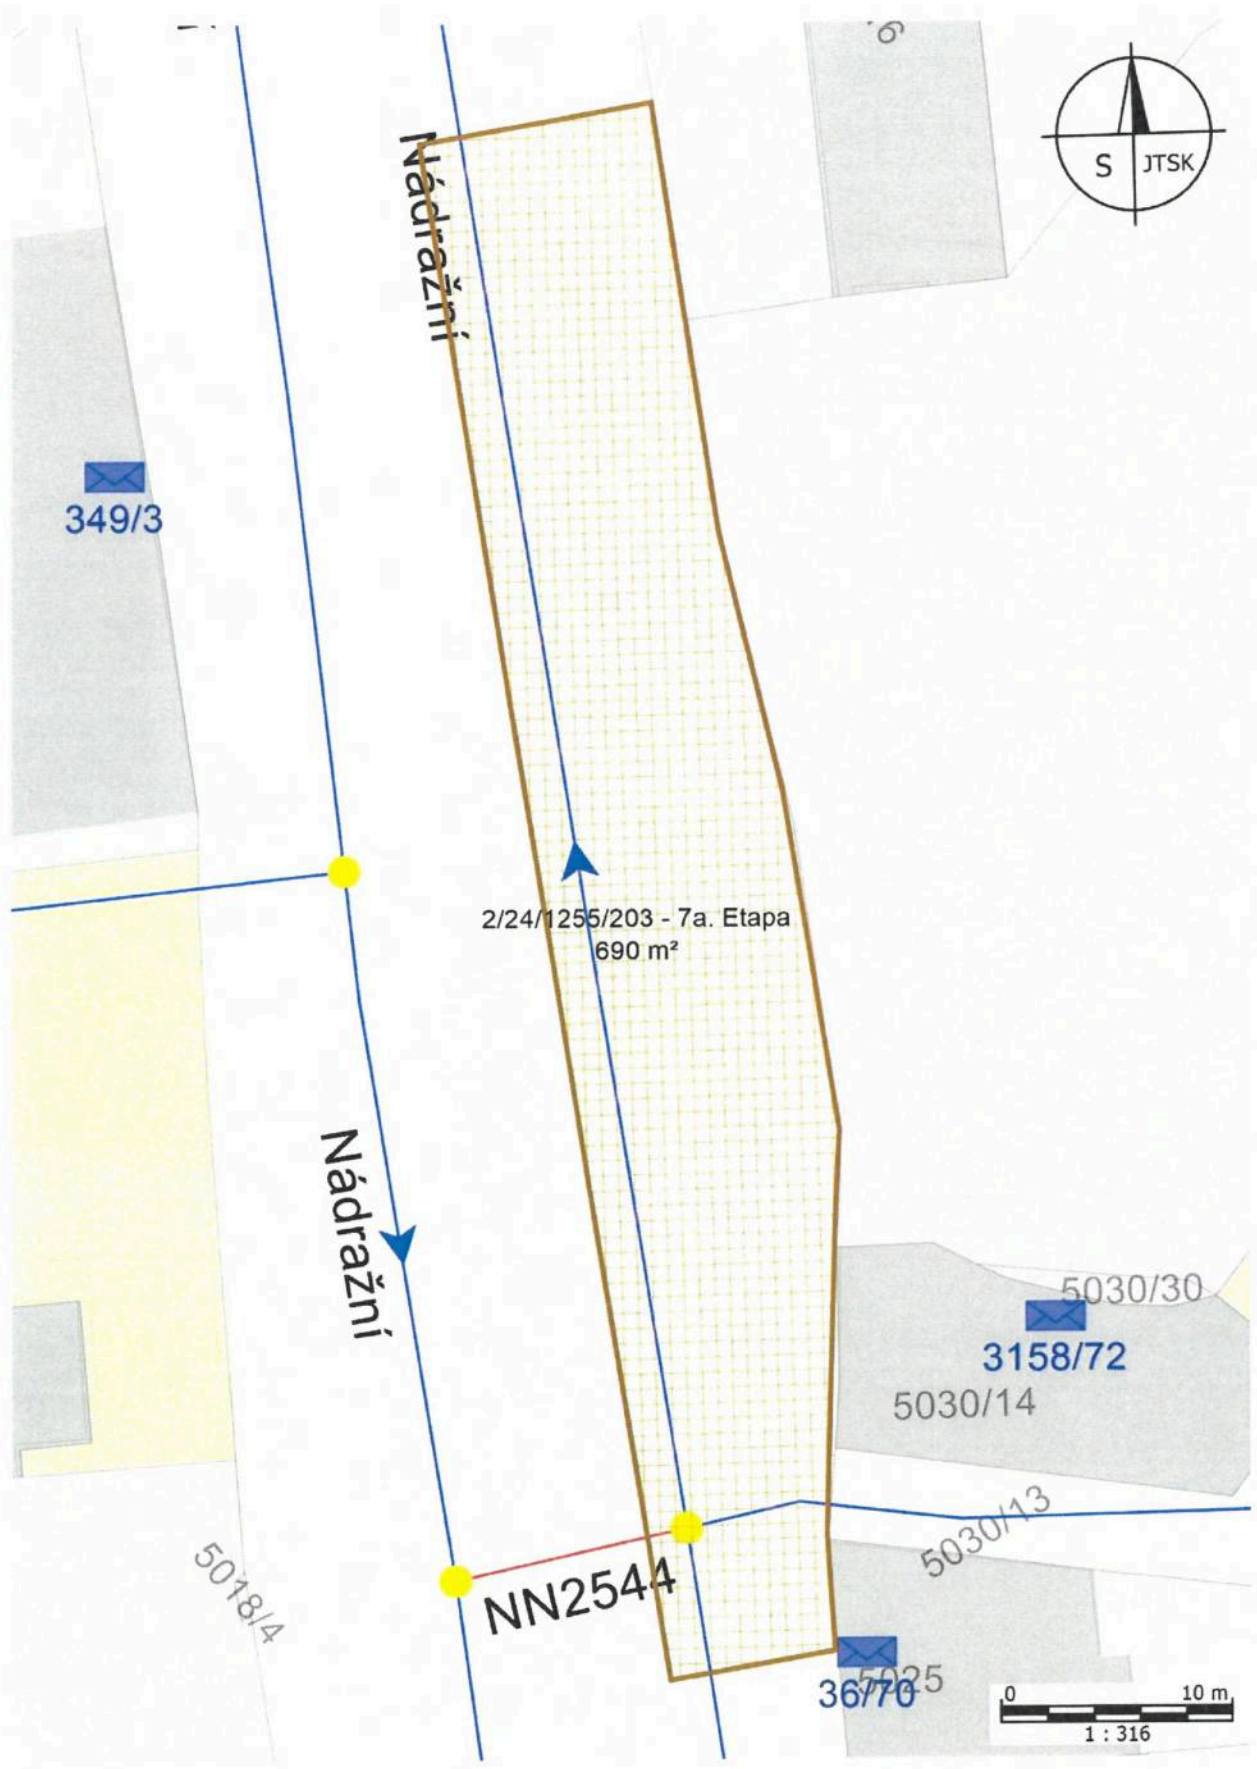 S JTSK
Nádražní
349/3
2/24/1255/203 - 7a. Etapa
690 m²
Nádražní
5030/30
3158/72
5030/14
5030/13
5018/4
NN2544
5025
36/70
0 10 m
1 : 316